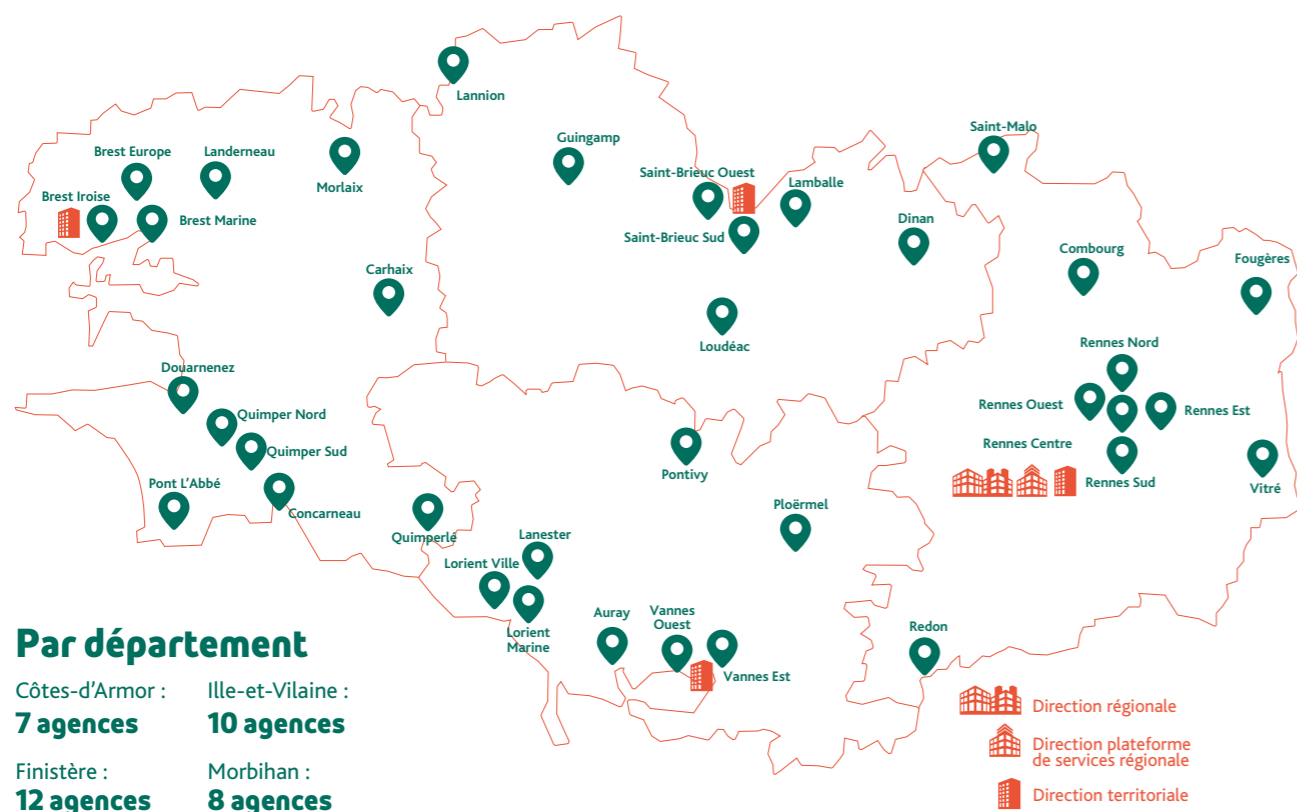 Lannion
Saint-Malo
Guingamp
Brest Europe
Landerneau
Saint-Brieuc Ouest
Lamballe
Morlaix
Brest Iroise
Brest Marine
Saint-Brieuc Sud
Dinan
Combourg
Fougères
Carhaix
Loudéac
Rennes Nord
Douarnenez
Rennes Ouest
Rennes Est
Quimper Nord
Rennes Centre
Quimper Sud
Pontivy
Pont L'Abbé
Rennes Sud
Vitré
Concarneau
Ploërmel
Quimperlé
Lanester
Lorient Ville
Auray
Vannes
Ouest
Redon
Lorient
Marine
Vannes Est
Par département
Côtes-d'Armor :
7 agences
Ille-et-Vilaine :
10 agences
Finistère :
12 agences
Morbihan :
8 agences
Direction régionale
Direction plateforme
de services régionale
Direction territoriale